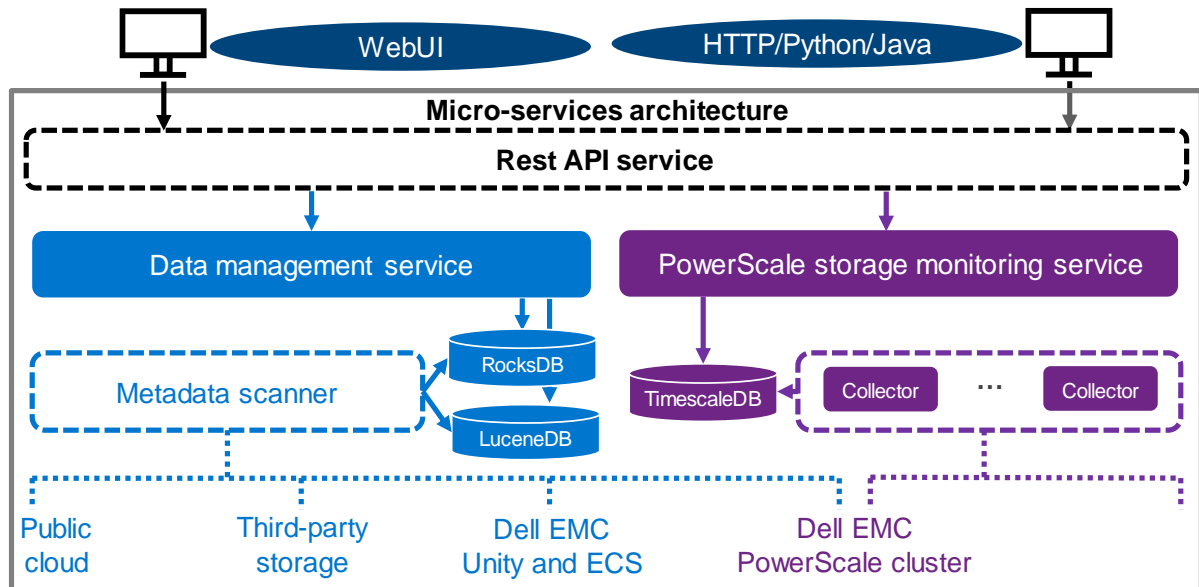 WebUI
HTTP/Python/Java
Micro-services architecture
Rest API service
Data management service
PowerScale storage monitoring service
RocksDB
Metadata scanner
LuceneDB
TimescaleDB
Collector
...
Collector
Public
cloud
Third-party
storage
Dell EMC
Unity and ECS
Dell EMC
PowerScale cluster